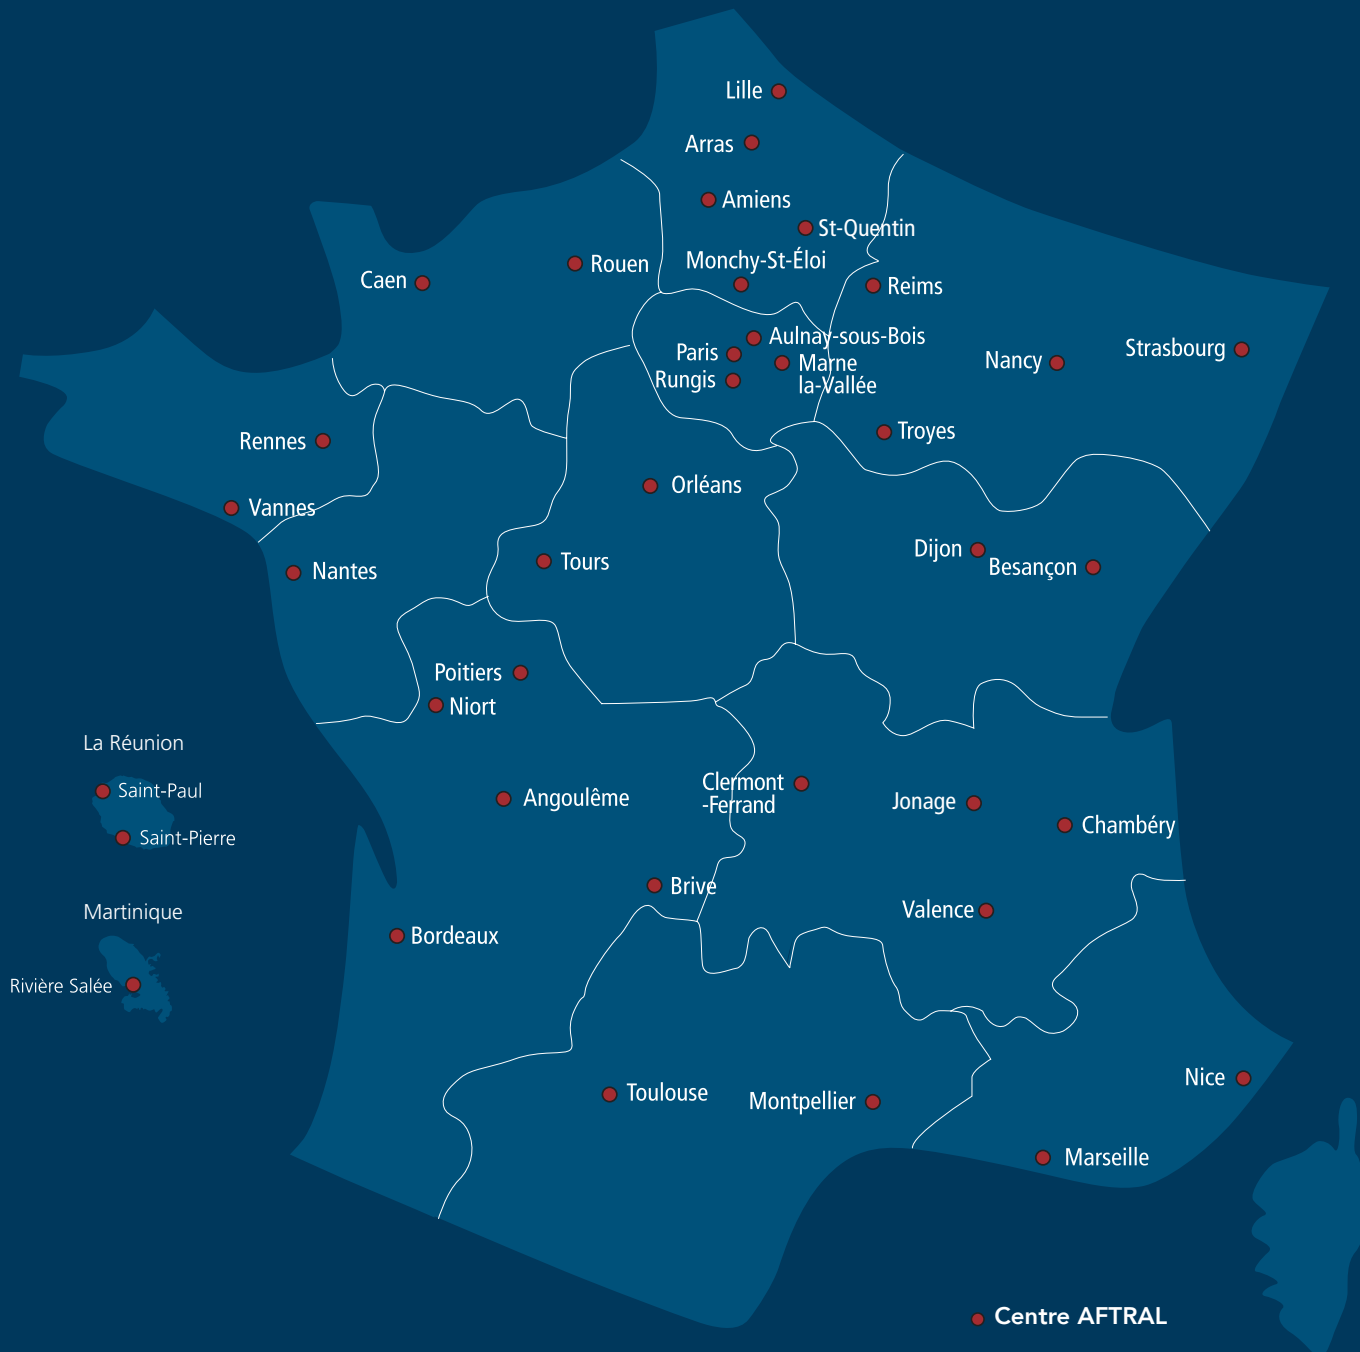 Lille
Arras
Amiens
St-Quentin
Monchy-St-Éloi
Rouen
Caen
Reims
Aulnay-sous-Bois
Paris
Marne
la-Vallée
Rungis
Nancy
Strasbourg
Troyes
Rennes
Vannes
Orléans
Nantes
Tours
Dijon
Besançon
Poitiers
Niort
La Réunion
Saint-Paul
Saint-Pierre
Angoulême
Clermont
-Ferrand
Jonage
Chambéry
Brive
Valence
Martinique
Bordeaux
Rivière Salée
Toulouse
Montpellier
Nice
Marseille
Centre AFTRAL